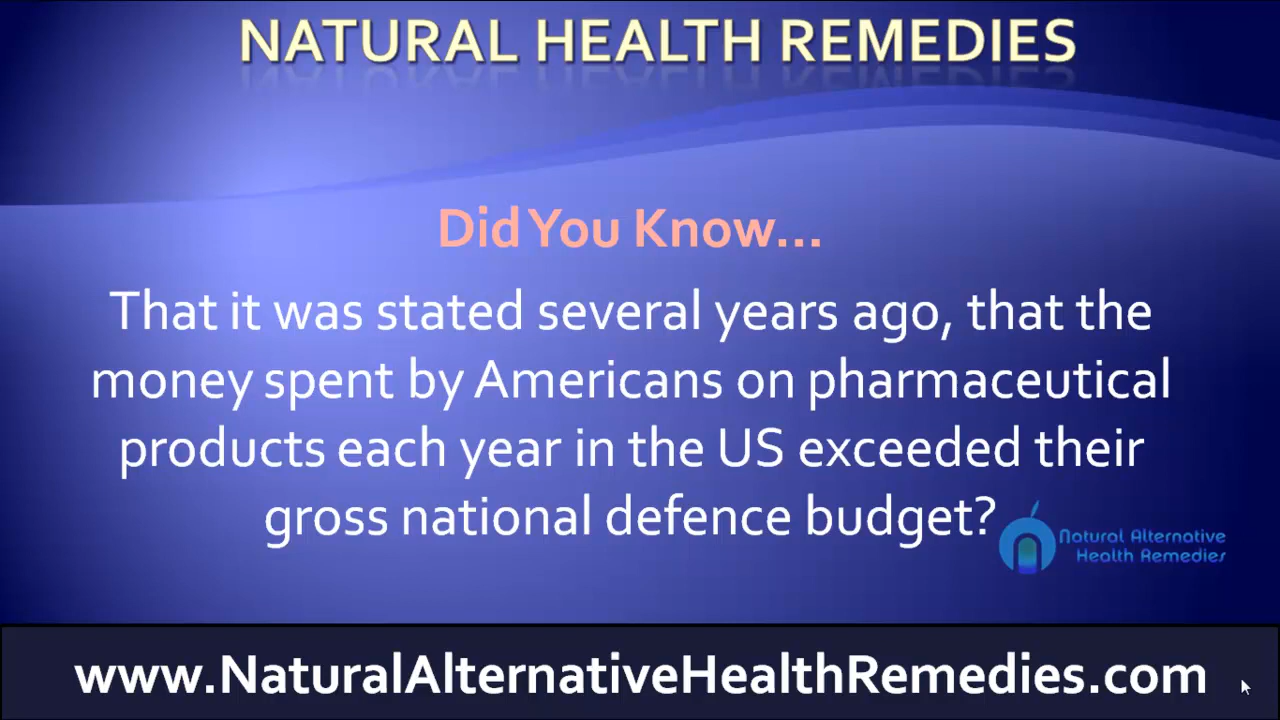 NATURAL HEALTH REMEDIES
Did You Know...
That it was stated several years ago, that the
money spent by Americans on pharmaceutical
products each year in the US exceeded their
gross national defence budget?
Natural Alternative
Health Remedies
www.NaturalAlternativeHealthRemedies.com